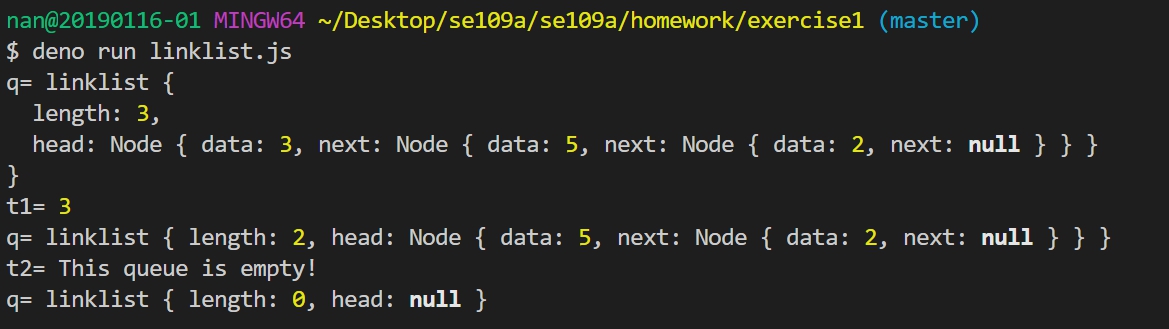 nan@20190116-01 MINGW64 ~/Desktop/se109a/se109a/homework/exercise1 (master)
$ deno run linklist.js
q= linklist {
  length: 3,
  head: Node { data: 3, next: Node { data: 5, next: Node { data: 2, next: null } } }
}
t1= 3
q= linklist { length: 2, head: Node { data: 5, next: Node { data: 2, next: null } } }
t2= This queue is empty!
q= linklist { length: 0, head: null }